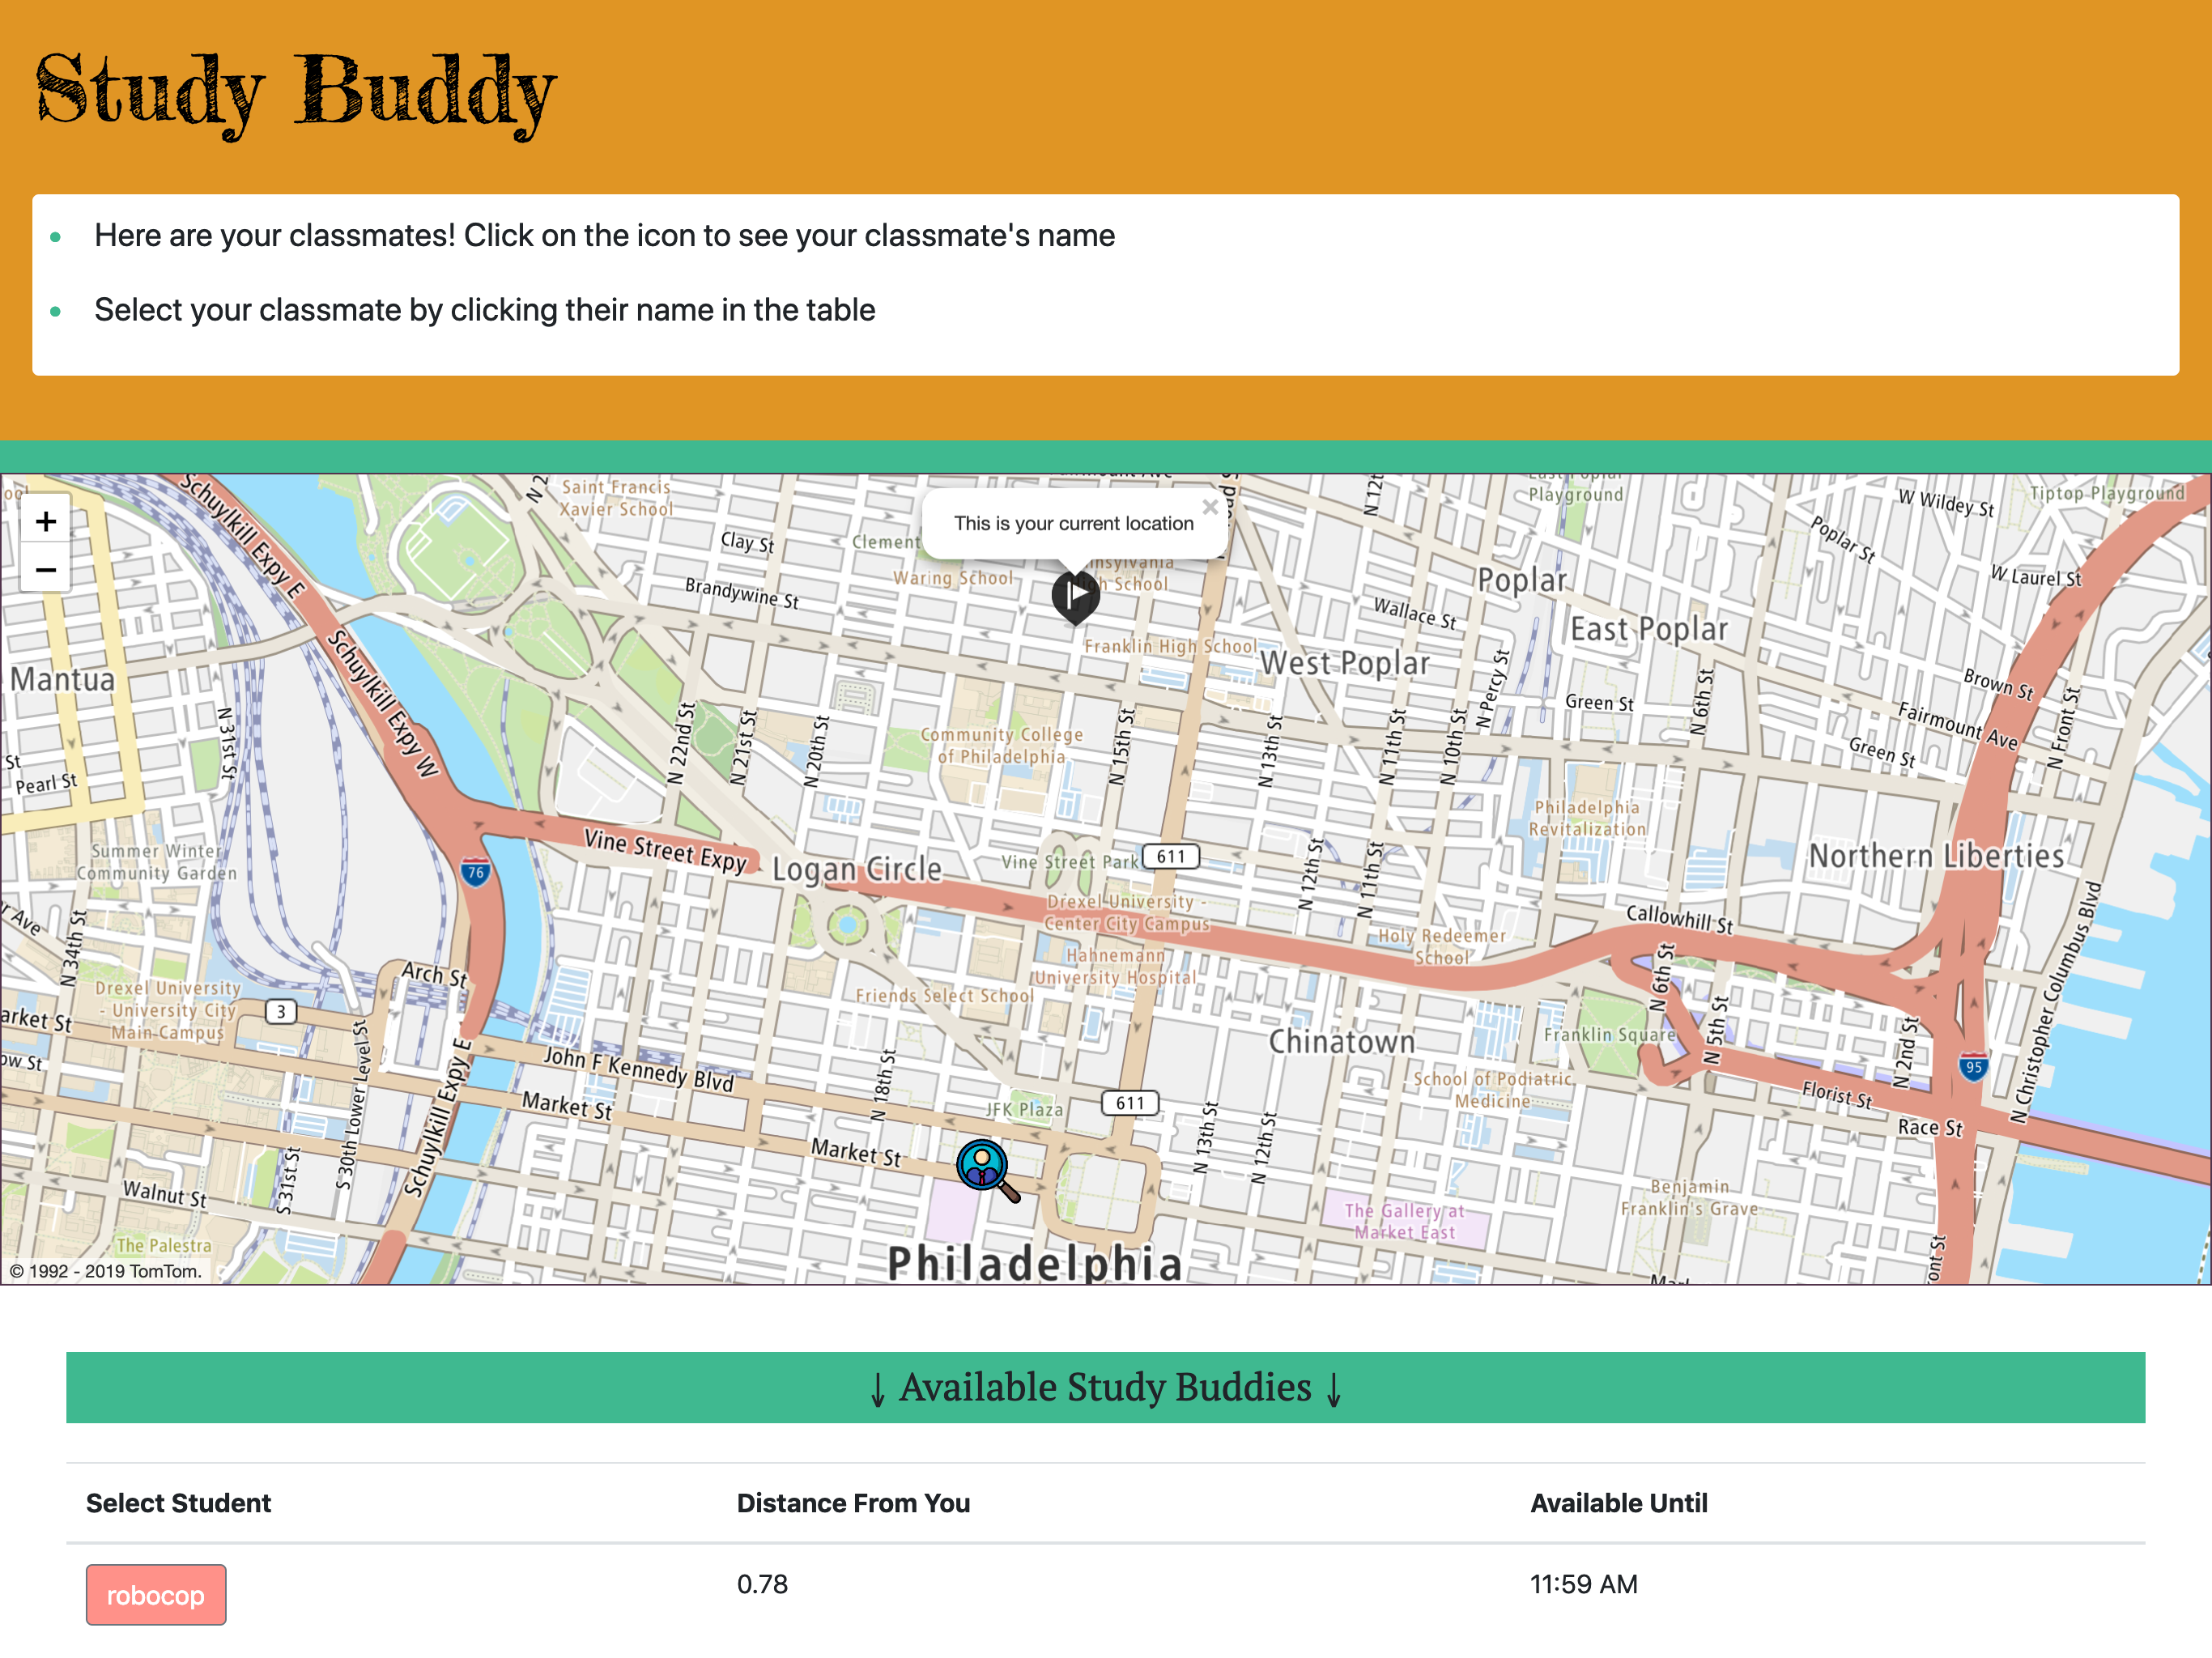 Study Buddy
Here are your classmates! Click on the icon to see your classmate's name
Select your classmate by clicking their name in the table
+
−
This is your current location
×
Saint Francis
Xavier School
Clay St
Brandywine St
Clement
Waring School
Franklin High School
Schuylkill Expy E
Schuylkill Expy W
Mantua
N 31st St
Pearl St
St
N 22nd St
N 21st St
N 20th St
Community College
of Philadelphia
N 15th St
West Poplar
Poplar
East Poplar
Wallace St
N Percy St
Playground
W Wildey St
Tiptop Playground
Poplar St
W Laurel St
Brown St
Fairmount Ave
Green St
N Front St
Green St
N 6th St
N 13th St
N 11th St
N 10th St
Philadelphia
Revitalization
Northern Liberties
Vine Street Expy
Logan Circle
Vine Street Park
611
Drexel University -
Center City Campus
Hahnemann
University Hospital
N 12th St
N 11th St
Holy Redeemer
School
Callowhill St
N Christopher Columbus Blvd
Summer Winter
Community Garden
76
N 34th St
Drexel University
- University City
Main Campus
3
Arch St
Friends Select School
Chinatown
Franklin Square
N 6th St
N 5th St
N 2nd St
95
School of Podiatric
Medicine
Florist St
Race St
John F Kennedy Blvd
Market St
N 18th St
JFK Plaza
611
Market St
N 13th St
N 12th St
Schuylkill Expy E
S 30th Lower Level St
S 31st St
Walnut St
The Palestra
The Gallery at
Market East
Benjamin
Franklin's Grave
Philadelphia
© 1992 - 2019 TomTom.
↓ Available Study Buddies ↓
Select Student Distance From You Available Until
robocop 0.78 11:59 AM